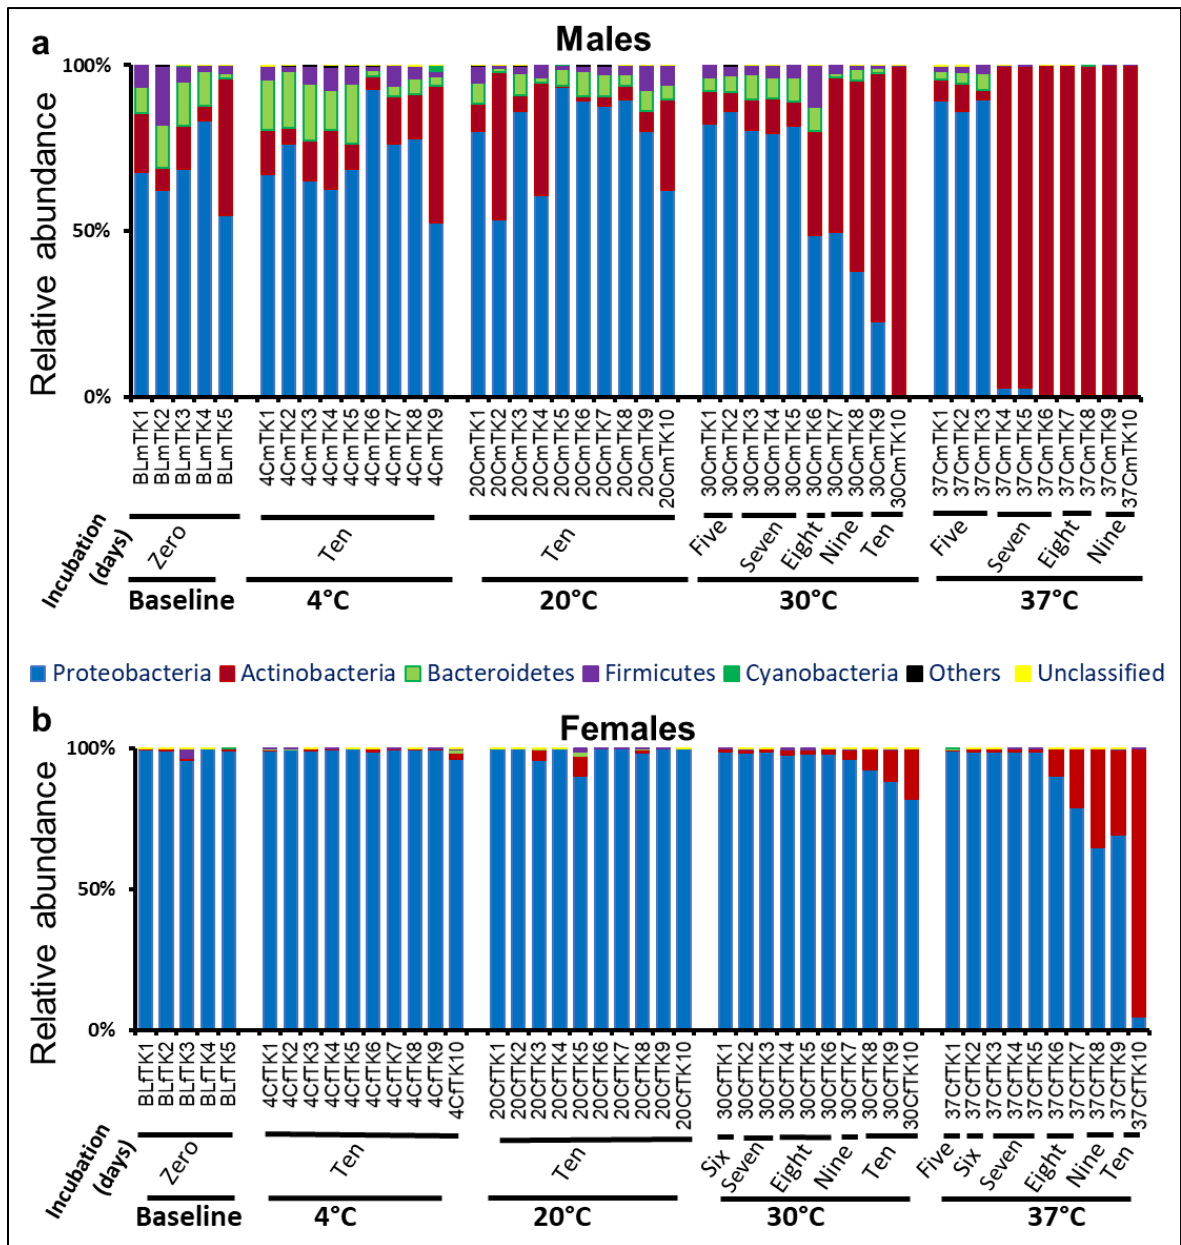 a
Males
100%
50%
0%
Relative abundance
BLmTK1
BLmTK2
BLmTK3
BLmTK4
BLmTK5
4CmTK1
4CmTK2
4CmTK3
4CmTK4
4CmTK5
4CmTK6
4CmTK7
4CmTK8
4CmTK9
20CmTK1
20CmTK2
20CmTK3
20CmTK4
20CmTK5
20CmTK6
20CmTK7
20CmTK8
20CmTK9
20CmTK10
30CmTK1
30CmTK2
30CmTK3
30CmTK4
30CmTK5
30CmTK6
30CmTK7
30CmTK8
30CmTK9
30CmTK10
37CmTK1
37CmTK2
37CmTK3
37CmTK4
37CmTK5
37CmTK6
37CmTK7
37CmTK8
37CmTK9
37CmTK10
Incubation
(days)
Zero
Ten
Ten
Five
Seven
Eight
Nine
Ten
Five
Seven
Eight
Nine
Baseline
4°C
20°C
30°C
37°C
Proteobacteria
Actinobacteria
Bacteroidetes
Firmicutes
Cyanobacteria
Others
Unclassified
b
Females
100%
50%
0%
Relative abundance
BLfTK1
BLfTK2
BLfTK3
BLfTK4
BLfTK5
4CfTK1
4CfTK2
4CfTK3
4CfTK4
4CfTK5
4CfTK6
4CfTK7
4CfTK8
4CfTK9
4CfTK10
20CfTK1
20CfTK2
20CfTK3
20CfTK4
20CfTK5
20CfTK6
20CfTK7
20CfTK8
20CfTK9
20CfTK10
30CfTK1
30CfTK2
30CfTK3
30CfTK4
30CfTK5
30CfTK6
30CfTK7
30CfTK8
30CfTK9
30CfTK10
37CfTK1
37CfTK2
37CfTK3
37CfTK4
37CfTK5
37CfTK6
37CfTK7
37CfTK8
37CfTK9
37CfTK10
Incubation
(days)
Zero
Ten
Ten
Six
Seven
Eight
Nine
Ten
Five
Six
Seven
Eight
Nine
Ten
Baseline
4°C
20°C
30°C
37°C